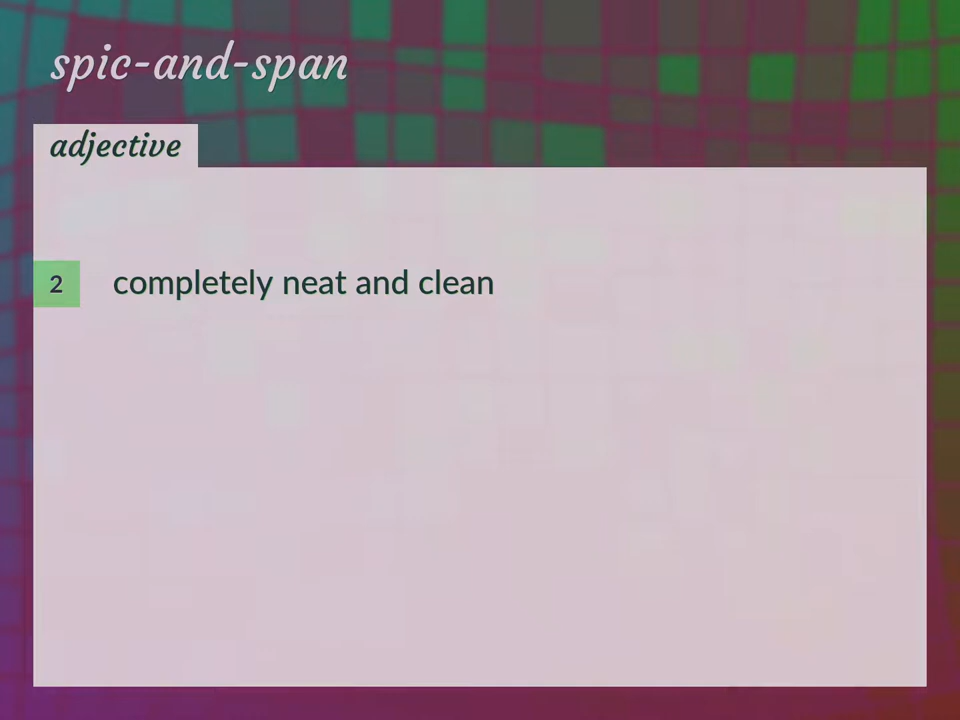 spic-and-span
adjective
2 completely neat and clean